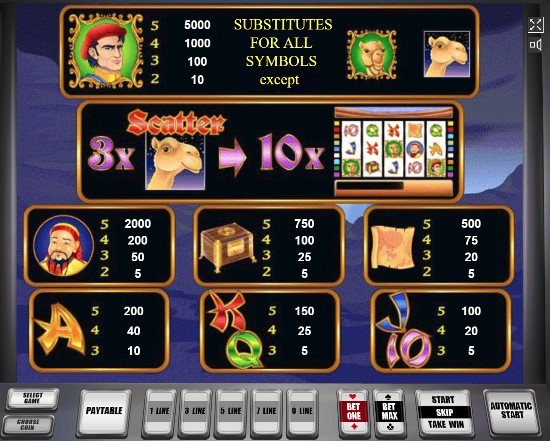 5 5000
4 1000
3 100
2 10
SUBSTITUTES
FOR ALL
SYMBOLS
except
Scatter
3x 10x
5 2000
4 200
3 50
2 5
5 750
4 100
3 25
2 5
5 500
4 75
3 20
2 5
A
5 200
4 40
3 10
K
Q
5 150
4 25
3 5
J
10
5 100
4 20
3 5
SELECT
GAME
CHOOSE
COIN
PAYTABLE
1 LINE
3 LINE
5 LINE
7 LINE
9 LINE
BET
ONE
BET
MAX
START
SKIP
TAKE WIN
AUTOMATIC
START